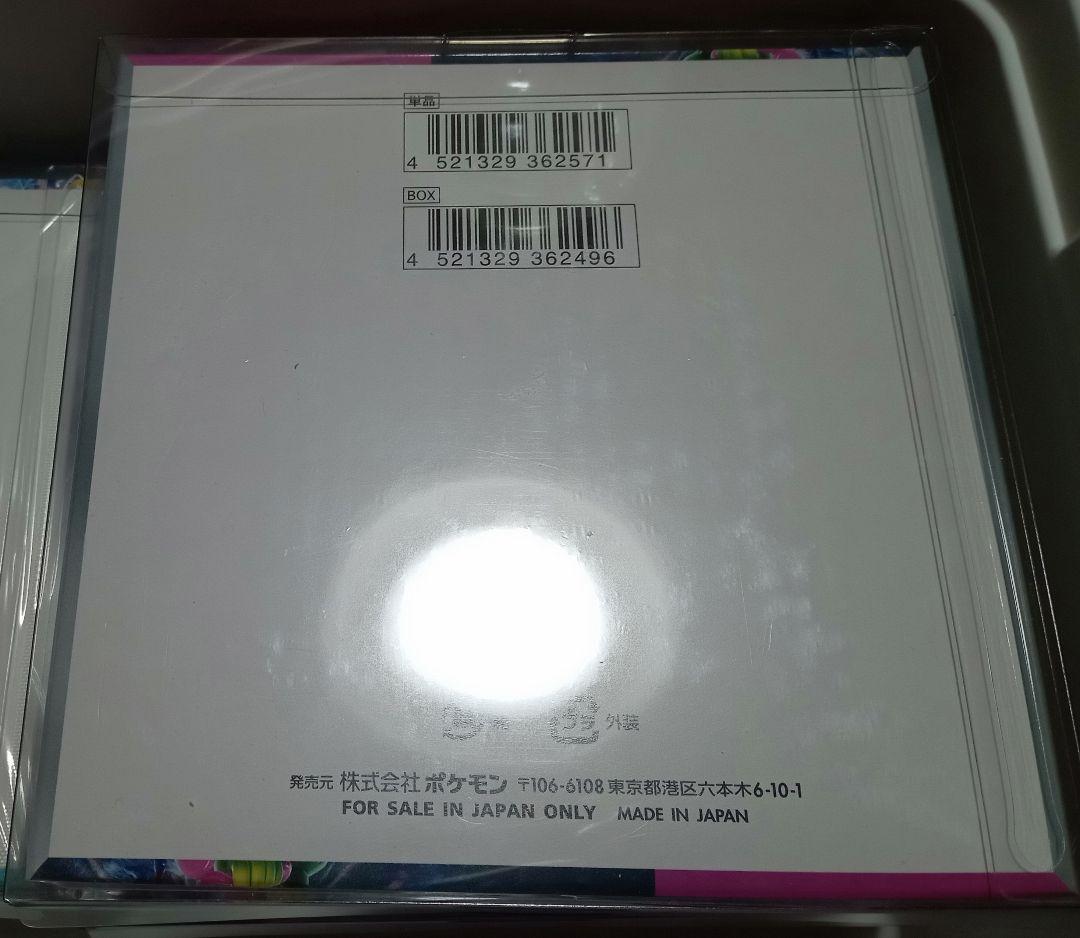 単品
4 521329 362571
BOX
4 521329 362496
外装
発売元 株式会社 ポケモン 〒106-6108 東京都港区六本木6-10-1
FOR SALE IN JAPAN ONLY MADE IN JAPAN